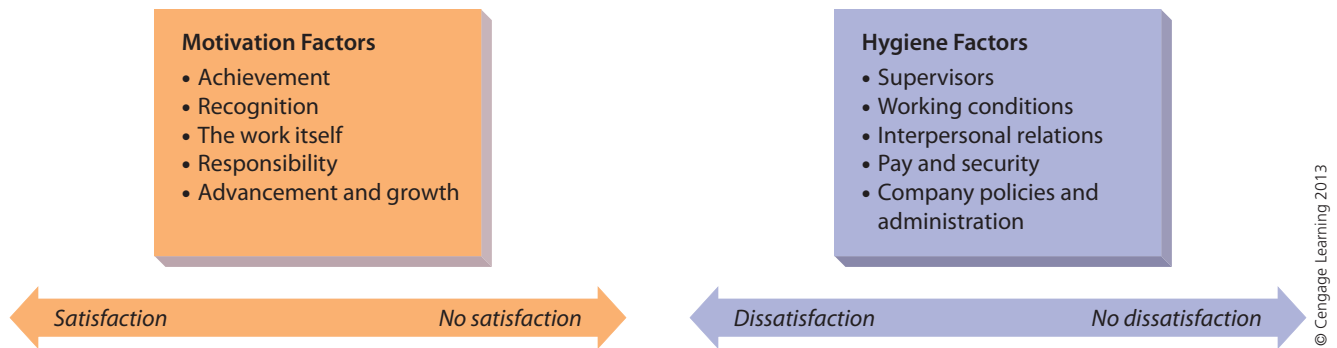 Motivation Factors
• Achievement
• Recognition
• The work itself
• Responsibility
• Advancement and growth
Hygiene Factors
• Supervisors
• Working conditions
• Interpersonal relations
• Pay and security
• Company policies and
administration
Satisfaction No satisfaction
Dissatisfaction No dissatisfaction
© Cengage Learning 2013